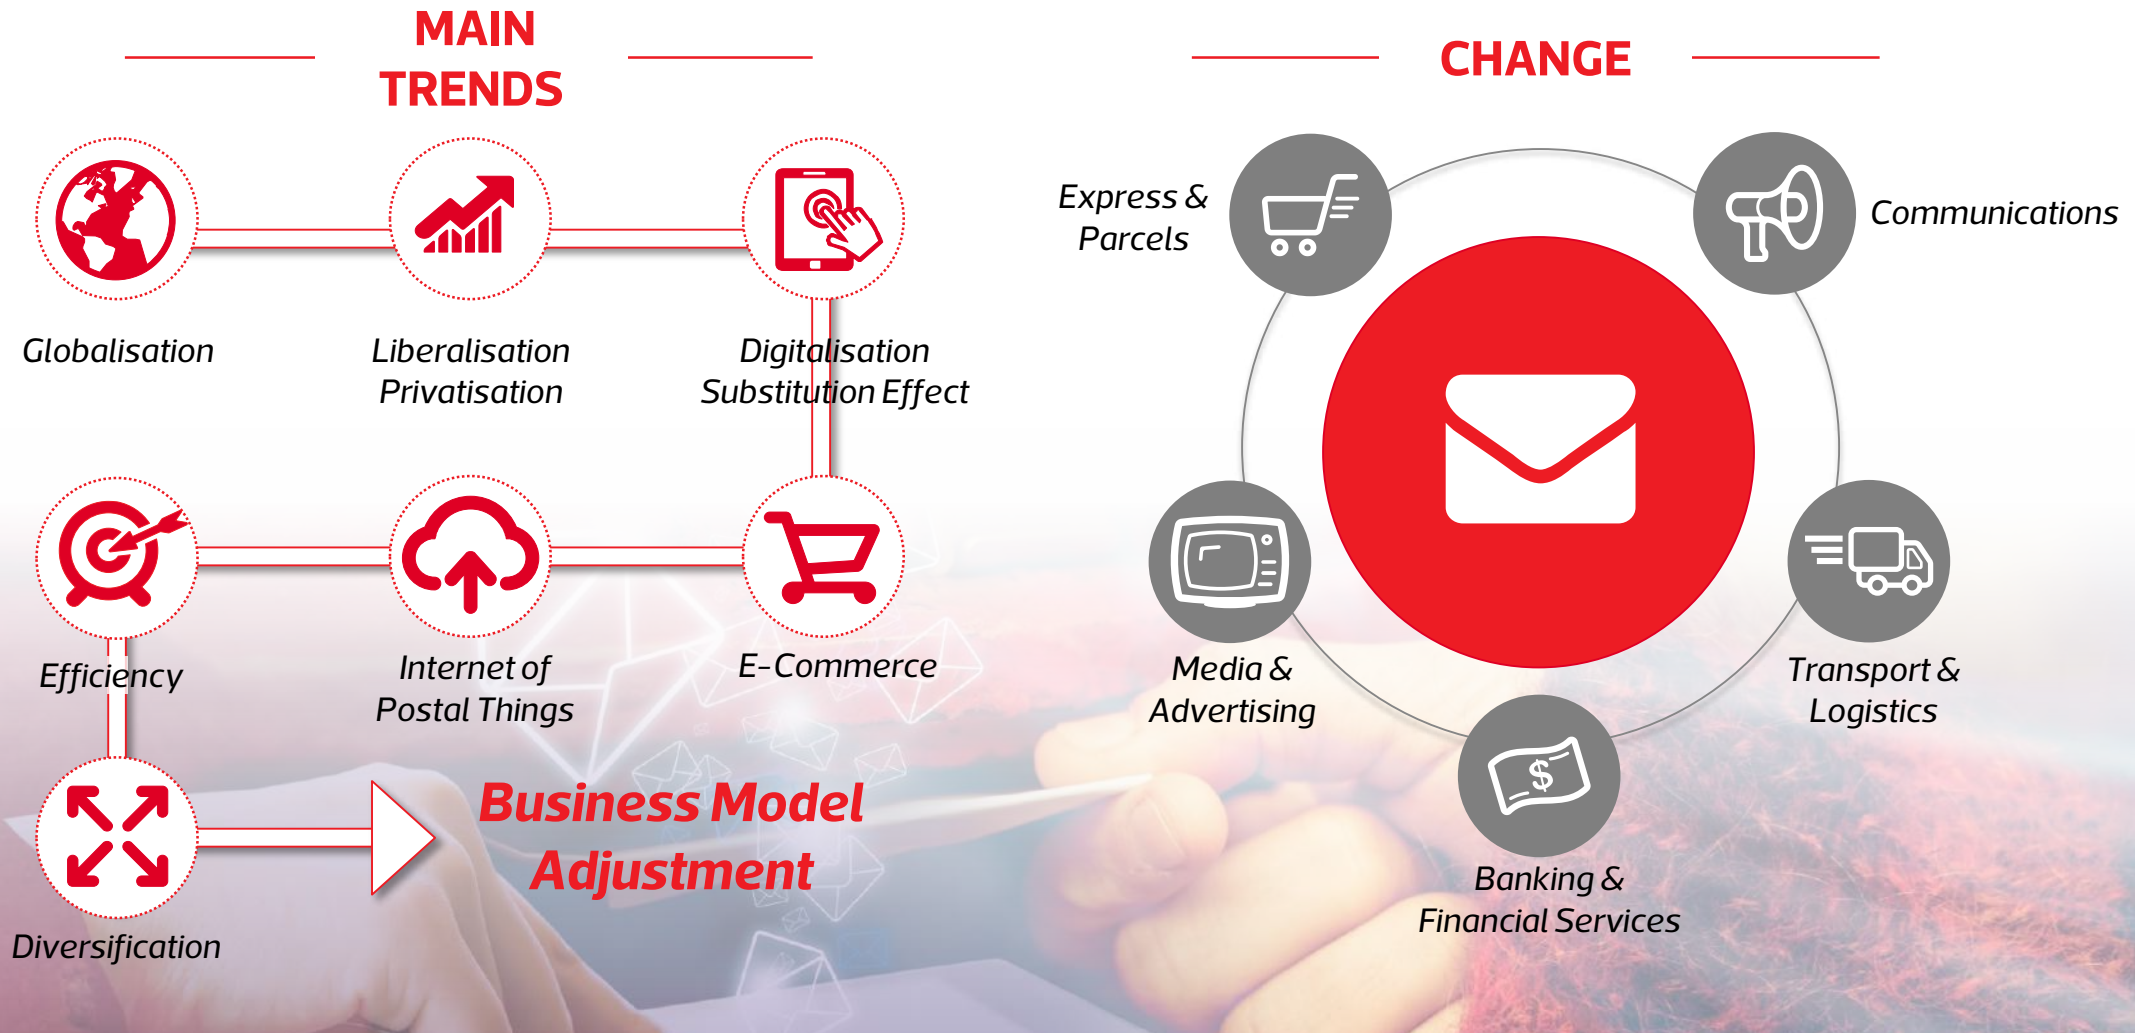 MAIN
TRENDS
Globalisation
Liberalisation
Privatisation
Digitalisation
Substitution Effect
Efficiency
Internet of
Postal Things
E-Commerce
Diversification
Business Model
Adjustment
CHANGE
Express &
Parcels
Communications
Media &
Advertising
Transport &
Logistics
$
Banking &
Financial Services